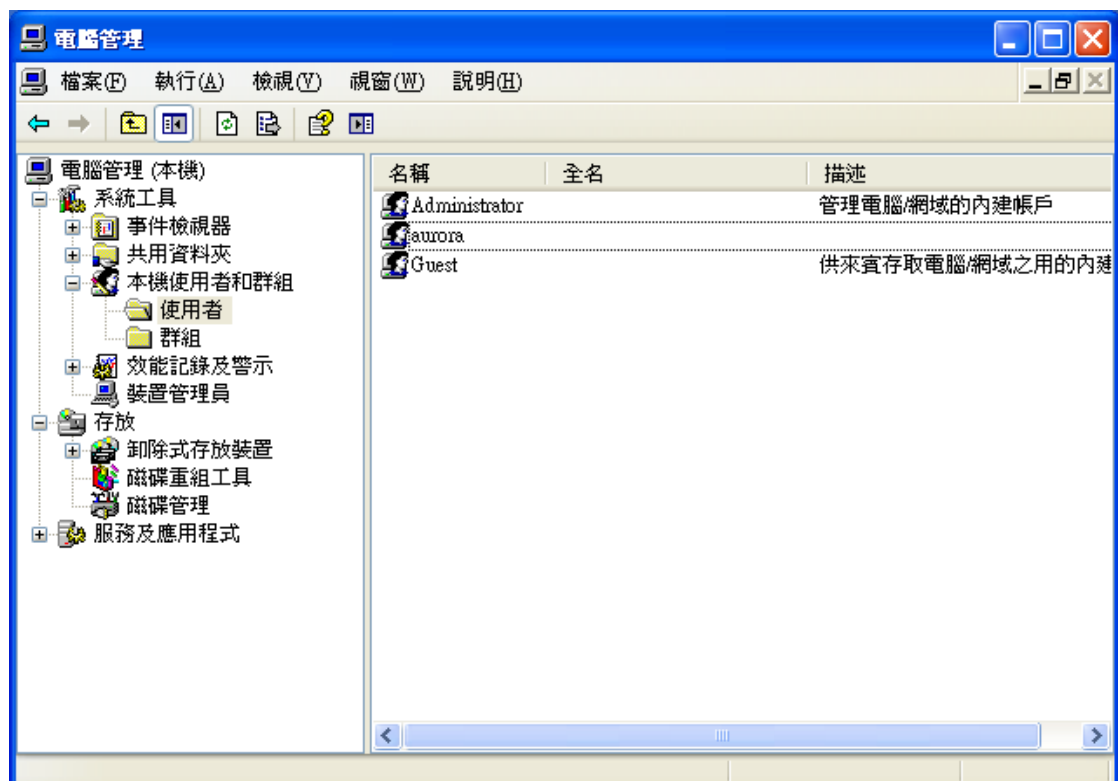 電腦管理
檔案(F) 執行(A) 檢視(V) 視窗(W) 說明(H)
電腦管理 (本機)
系統工具
事件檢視器
共用資料夾
本機使用者和群組
使用者
群組
效能記錄及警示
裝置管理員
存放
卸除式存放裝置
磁碟重組工具
磁碟管理
服務及應用程式
名稱 全名 描述
Administrator 管理電腦/網域的內建帳戶
aurora
Guest 供來賓存取電腦/網域之用的內建